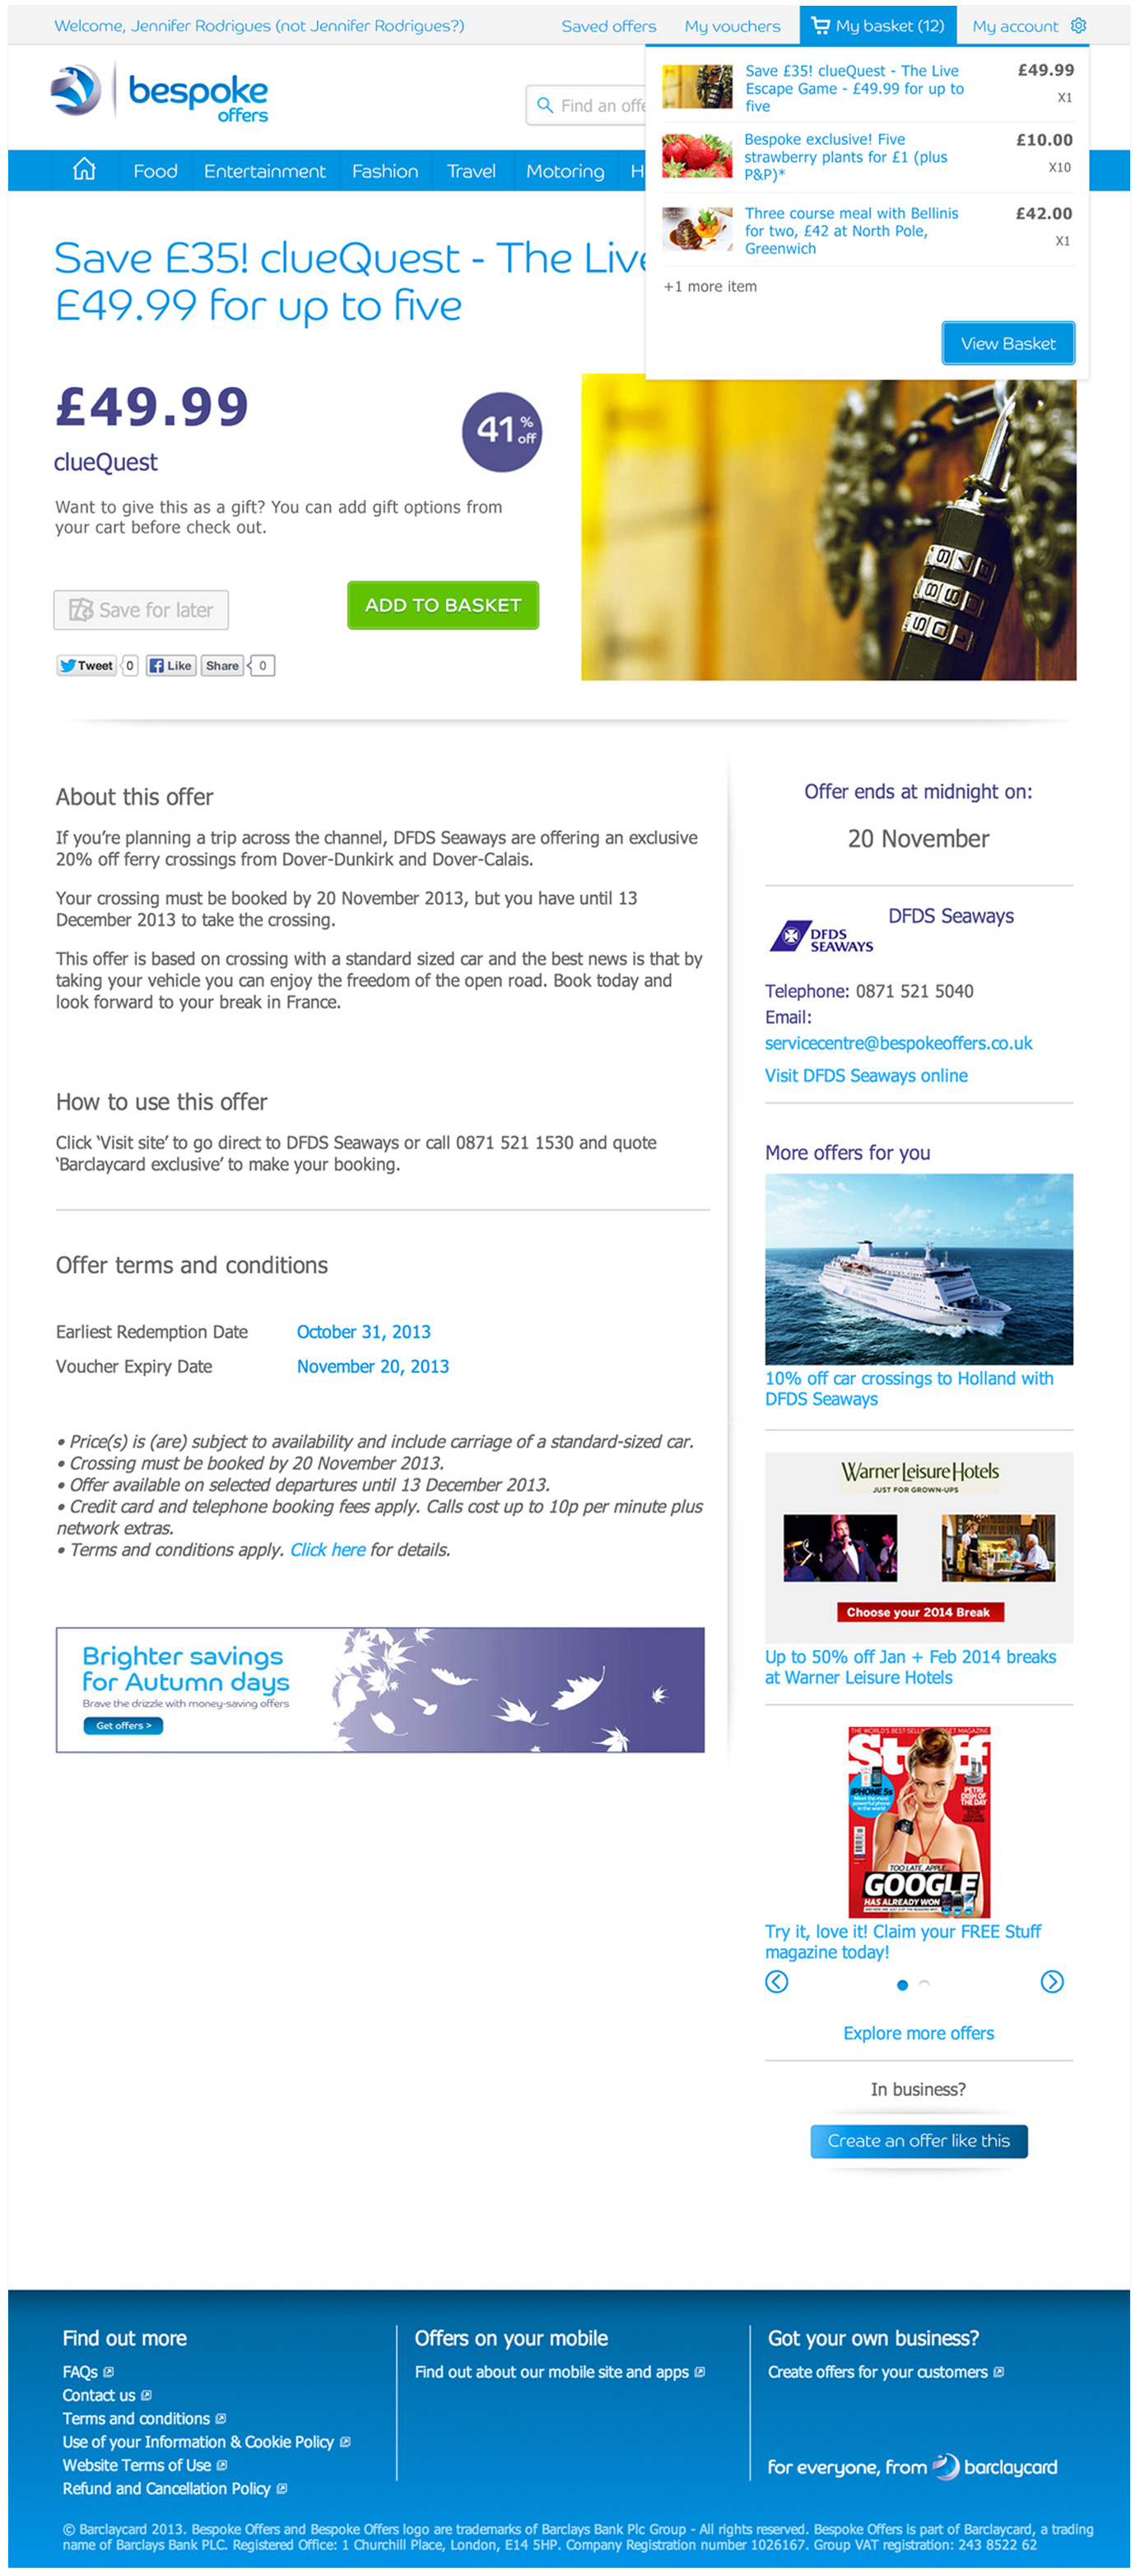 Welcome, Jennifer Rodrigues (not Jennifer Rodrigues?)
Saved offers
My vouchers
My basket (12)
My account
bespoke
offers
Find an offe
Save £35! clueQuest - The Live
Escape Game - £49.99 for up to
five
£49.99
X1
Bespoke exclusive! Five
strawberry plants for £1 (plus
P&P)*
£10.00
X10
Three course meal with Bellinis
for two, £42 at North Pole,
Greenwich
£42.00
X1
+1 more item
View Basket
Food
Entertainment
Fashion
Travel
Motoring
H
Save £35! clueQuest - The Live
£49.99 for up to five
£49.99
clueQuest
41% off
Want to give this as a gift? You can add gift options from
your cart before check out.
Save for later
ADD TO BASKET
Tweet
0
Like
Share
0
About this offer
If you’re planning a trip across the channel, DFDS Seaways are offering an exclusive
20% off ferry crossings from Dover-Dunkirk and Dover-Calais.
Your crossing must be booked by 20 November 2013, but you have until 13
December 2013 to take the crossing.
This offer is based on crossing with a standard sized car and the best news is that by
taking your vehicle you can enjoy the freedom of the open road. Book today and
look forward to your break in France.
How to use this offer
Click ‘Visit site’ to go direct to DFDS Seaways or call 0871 521 1530 and quote
‘Barclaycard exclusive’ to make your booking.
Offer terms and conditions
Earliest Redemption Date
October 31, 2013
Voucher Expiry Date
November 20, 2013
• Price(s) is (are) subject to availability and include carriage of a standard-sized car.
• Crossing must be booked by 20 November 2013.
• Offer available on selected departures until 13 December 2013.
• Credit card and telephone booking fees apply. Calls cost up to 10p per minute plus
network extras.
• Terms and conditions apply. Click here for details.
Brighter savings
for Autumn days
Brave the drizzle with money-saving offers
Get offers >
Offer ends at midnight on:
20 November
DFDS
SEAWAYS
DFDS Seaways
Telephone: 0871 521 5040
Email:
servicecentre@bespokeoffers.co.uk
Visit DFDS Seaways online
More offers for you
10% off car crossings to Holland with
DFDS Seaways
Warner Leisure Hotels
JUST FOR GROWN-UPS
Choose your 2014 Break
Up to 50% off Jan + Feb 2014 breaks
at Warner Leisure Hotels
Stuff
IPHONE 5s
TOO LATE, APPLE...
GOOGLE
HAS ALREADY WON
Try it, love it! Claim your FREE Stuff
magazine today!
Explore more offers
In business?
Create an offer like this
Find out more
FAQs
Contact us
Terms and conditions
Use of your Information & Cookie Policy
Website Terms of Use
Refund and Cancellation Policy
Offers on your mobile
Find out about our mobile site and apps
Got your own business?
Create offers for your customers
for everyone, from barclaycard
© Barclaycard 2013. Bespoke Offers and Bespoke Offers logo are trademarks of Barclays Bank Plc Group - All rights reserved. Bespoke Offers is part of Barclaycard, a trading
name of Barclays Bank PLC. Registered Office: 1 Churchill Place, London, E14 5HP. Company Registration number 1026167. Group VAT registration: 243 8522 62